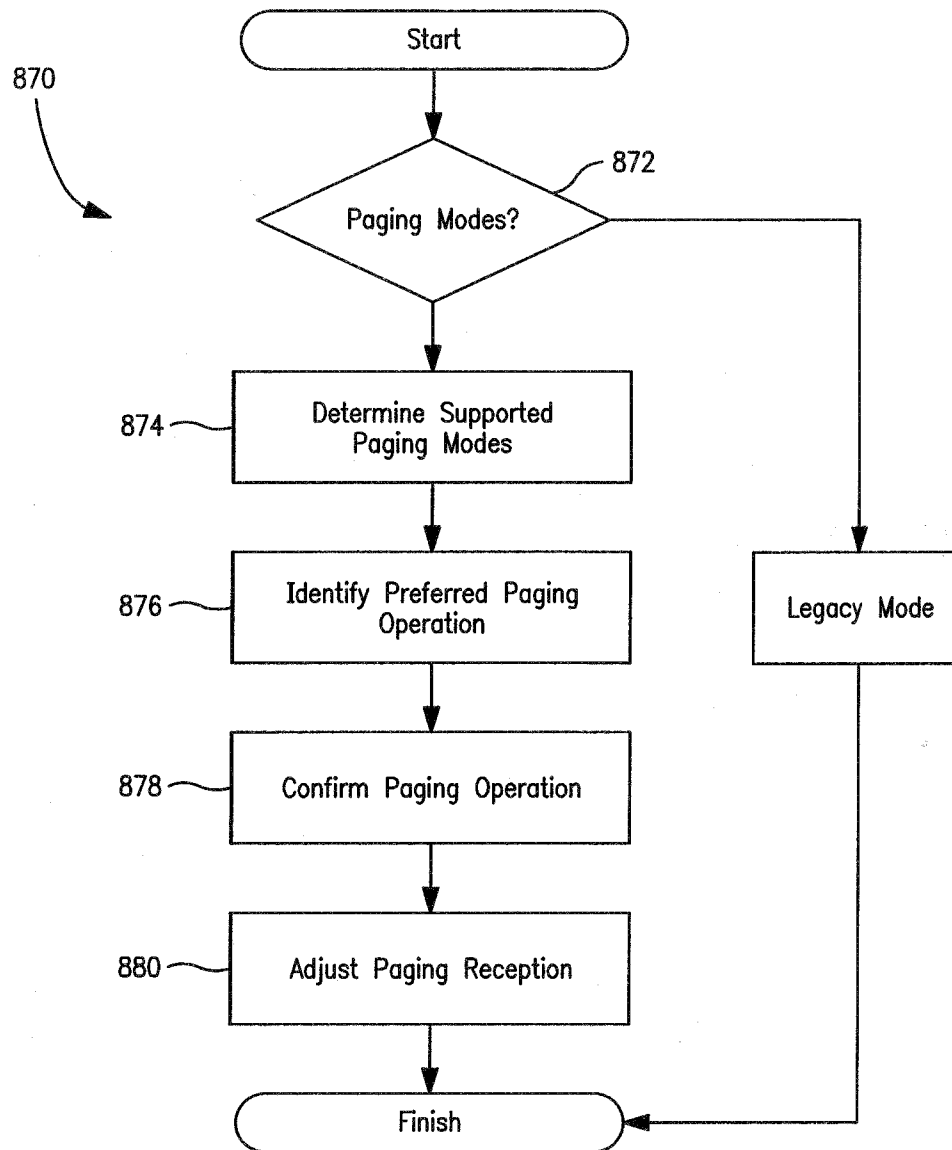 Start
870
872
Paging Modes?
874
Determine Supported
Paging Modes
876
Identify Preferred Paging
Operation
Legacy Mode
878
Confirm Paging Operation
880
Adjust Paging Reception
Finish